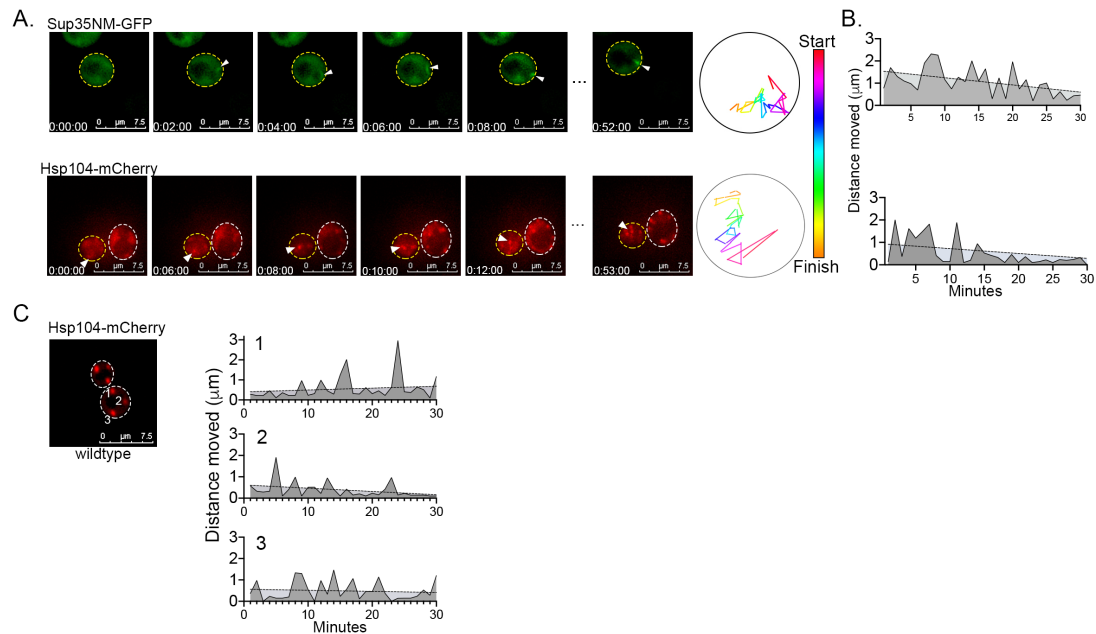 A.
Sup35NM-GFP
0:00:00 0 µm 7.5
0:02:00 0 µm 7.5
0:04:00 0 µm 7.5
0:06:00 0 µm 7.5
0:08:00 0 µm 7.5
...
0:52:00 0 µm 7.5
Start
Finish
Hsp104-mCherry
0:00:00 0 µm 7.5
0:06:00 0 µm 7.5
0:08:00 0 µm 7.5
0:10:00 0 µm 7.5
0:12:00 0 µm 7.5
...
0:53:00 0 µm 7.5
B.
Distance moved (µm)
3
2
1
0
5 10 15 20 25 30
3
2
1
0
5 10 15 20 25 30
Minutes
C
Hsp104-mCherry
1
2
3
0 µm 7.5
wildtype
Distance moved (µm)
1
3
2
1
0
0 10 20 30
2
3
2
1
0
0 10 20 30
3
3
2
1
0
0 10 20 30
Minutes